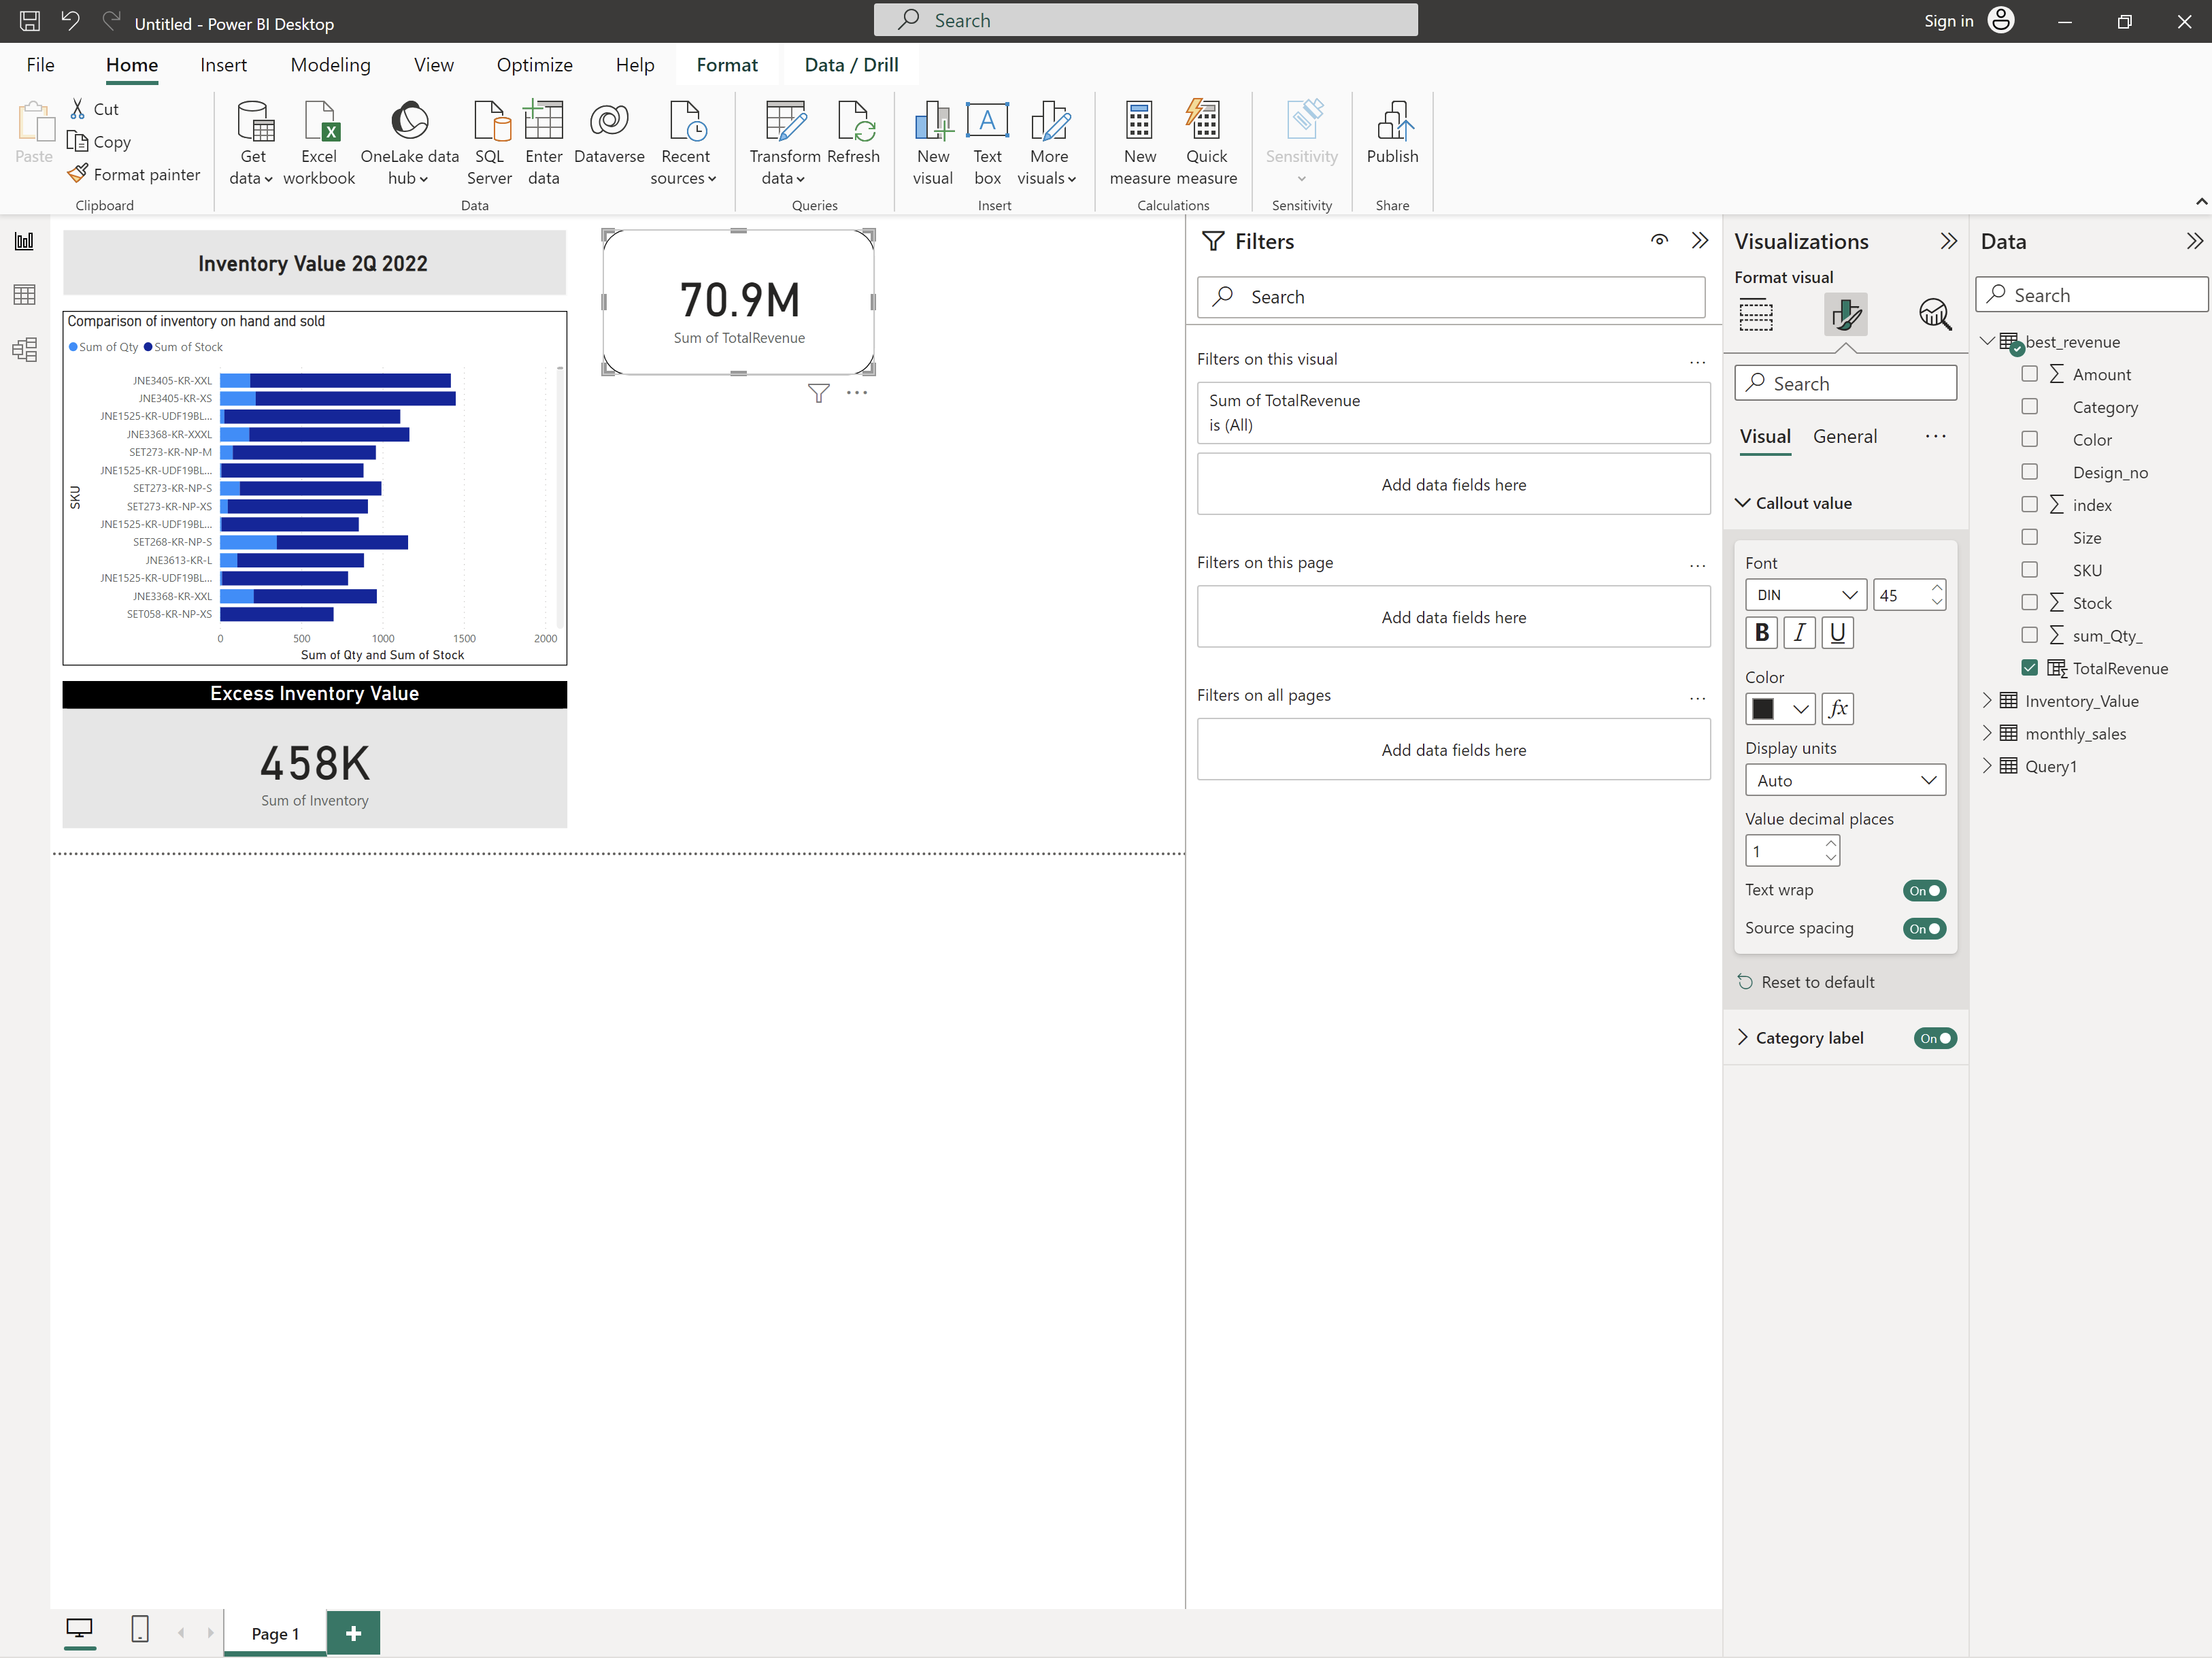 Untitled - Power BI Desktop
Search
Sign in
File
Home
Insert
Modeling
View
Optimize
Help
Format
Data / Drill
Paste
Cut
Copy
Format painter
Clipboard
Get
data
Excel
workbook
OneLake data
hub
SQL
Server
Enter
data
Dataverse
Recent
sources
Data
Transform
data
Refresh
Queries
New
visual
A
Text
box
More
visuals
Insert
New
measure
Quick
measure
Calculations
Sensitivity
Sensitivity
Publish
Share
Inventory Value 2Q 2022
Comparison of inventory on hand and sold
Sum of Qty
Sum of Stock
SKU
JNE3405-KR-XXL
JNE3405-KR-XS
JNE1525-KR-UDF19BL...
JNE3368-KR-XXXL
SET273-KR-NP-M
JNE1525-KR-UDF19BL...
SET273-KR-NP-S
SET273-KR-NP-XS
JNE1525-KR-UDF19BL...
SET268-KR-NP-S
JNE3613-KR-L
JNE1525-KR-UDF19BL...
JNE3368-KR-XXL
SET058-KR-NP-XS
0 500 1000 1500 2000
Sum of Qty and Sum of Stock
Excess Inventory Value
458K
Sum of Inventory
70.9M
Sum of TotalRevenue
Filters
Search
Filters on this visual
Sum of TotalRevenue
is (All)
Add data fields here
Filters on this page
Add data fields here
Filters on all pages
Add data fields here
Visualizations
Format visual
Search
Visual
General
Callout value
Font
DIN
45
B I U
Color
fx
Display units
Auto
Value decimal places
1
Text wrap
On
Source spacing
On
Reset to default
Category label
On
Data
Search
best_revenue
Amount
Category
Color
Design_no
index
Size
SKU
Stock
sum_Qty_
TotalRevenue
Inventory_Value
monthly_sales
Query1
Page 1